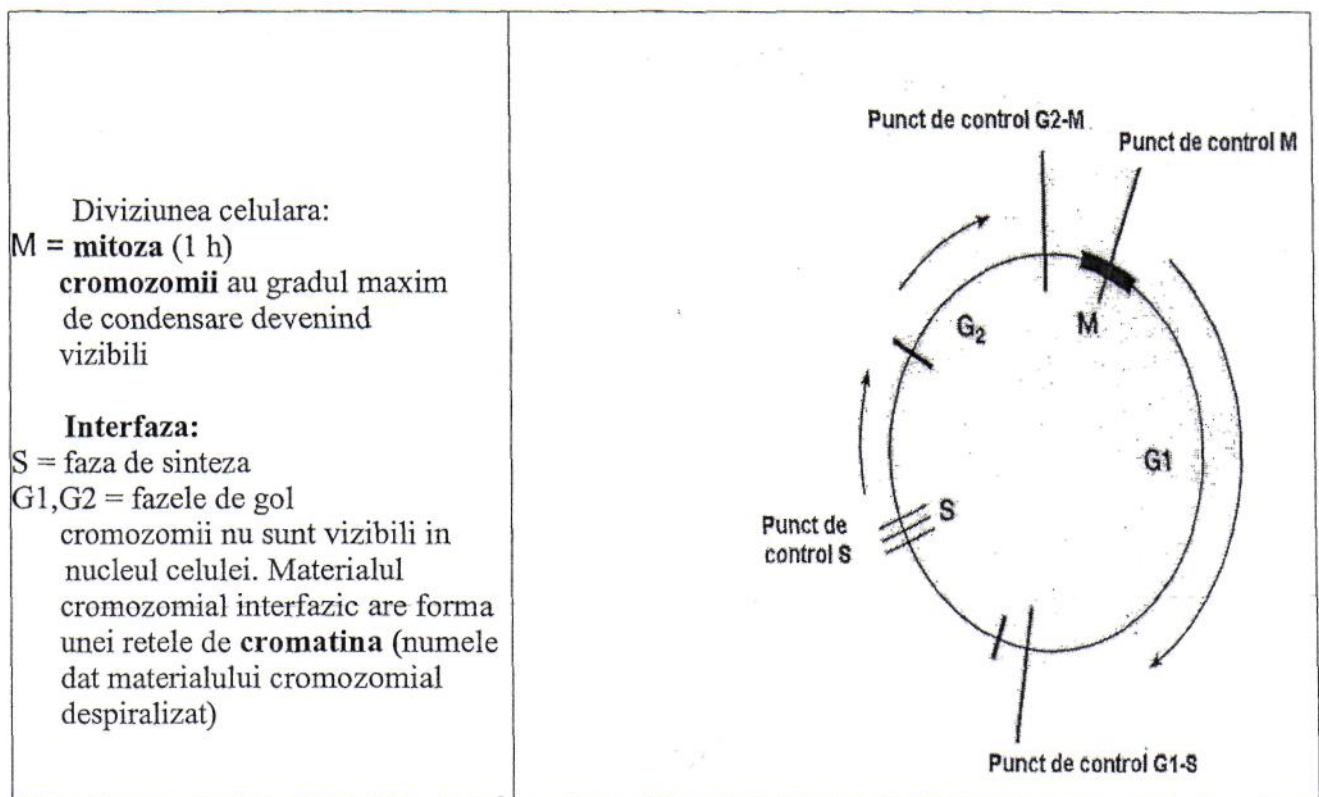 Diviziunea celulara:
M = mitoza (1 h)
cromozomii au gradul maxim
de condensare devenind
vizibili
Interfaza:
S = faza de sinteza
G1,G2 = fazele de gol
cromozomii nu sunt vizibili in
nucleul celulei. Materialul
cromozomial interfazic are forma
unei retele de cromatina (numele
dat materialului cromozomial
despiralizat)
Punct de control G2-M
Punct de control M
G₂
M
G1
S
Punct de
control S
Punct de control G1-S